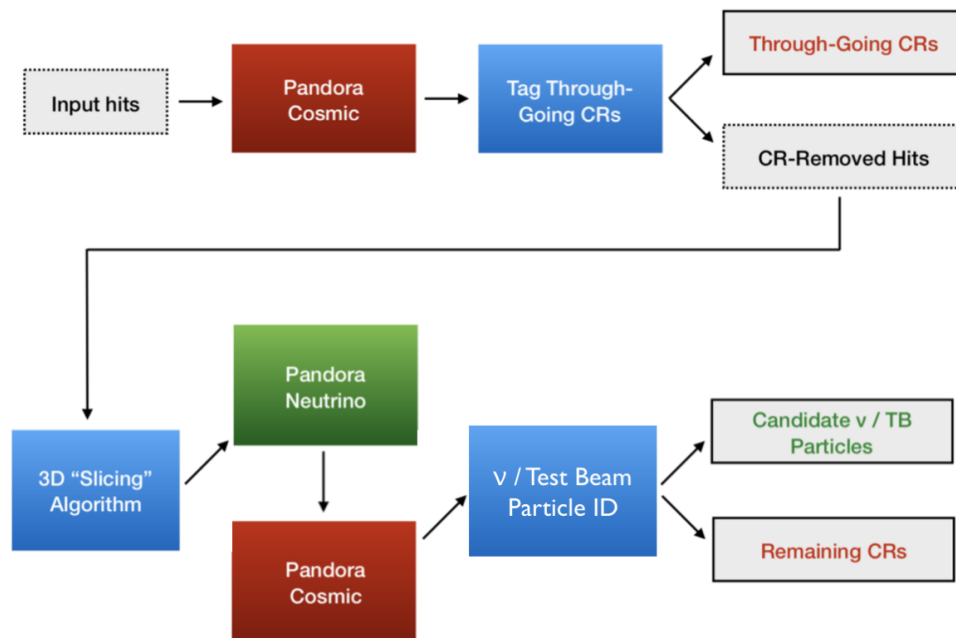 Input hits
Pandora
Cosmic
Tag Through-
Going CRs
Through-Going CRs
CR-Removed Hits
3D “Slicing”
Algorithm
Pandora
Neutrino
Pandora
Cosmic
ν / Test Beam
Particle ID
Candidate ν / TB
Particles
Remaining CRs